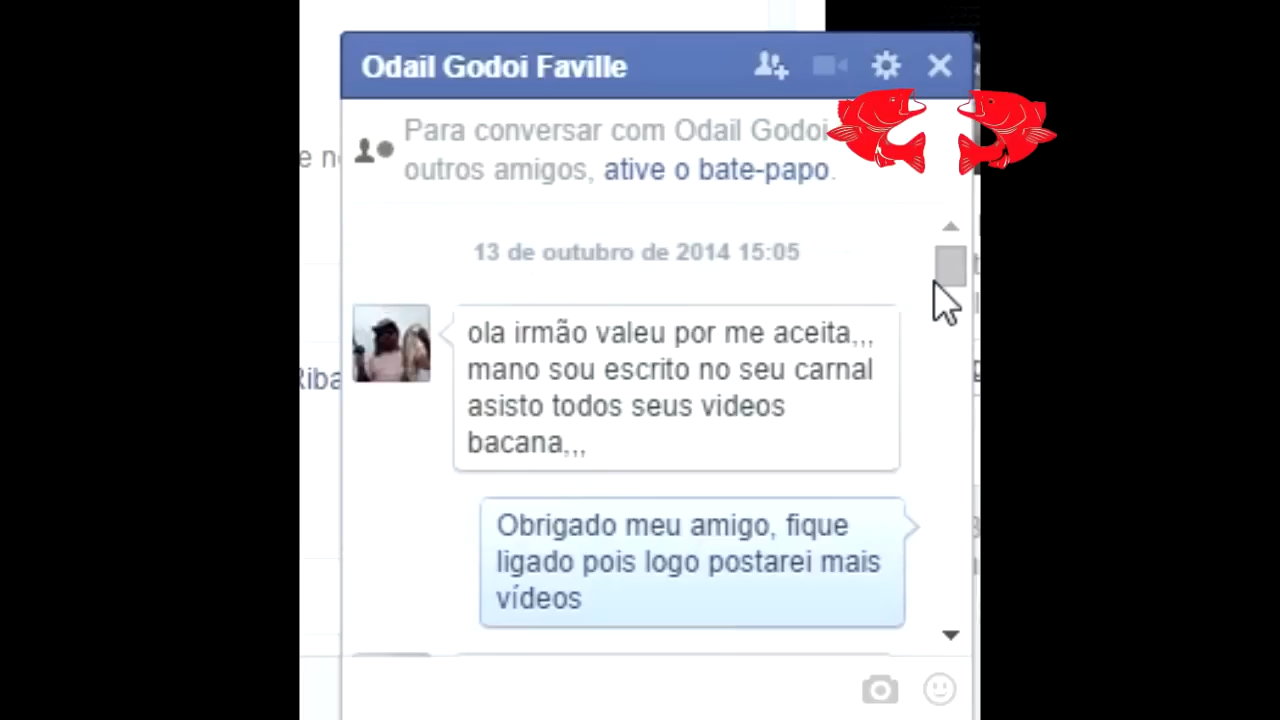 Odail Godoi Faville
Para conversar com Odail Godoi
outros amigos, ative o bate-papo.
e n
13 de outubro de 2014 15:05
ola irmão valeu por me aceita,,,
mano sou escrito no seu carnal
asisto todos seus videos
bacana,,,
Riba
Obrigado meu amigo, fique
ligado pois logo postarei mais
vídeos